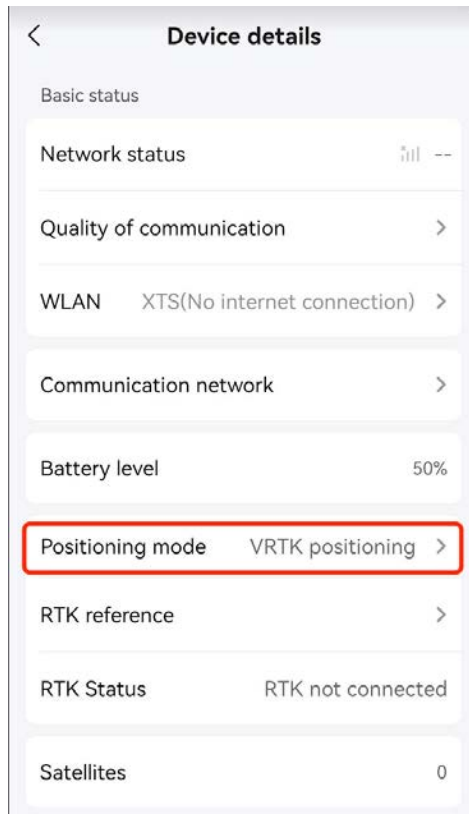 Device details
Basic status
Network status --
Quality of communication
WLAN XTS(No internet connection)
Communication network
Battery level 50%
Positioning mode VRTK positioning
RTK reference
RTK Status RTK not connected
Satellites 0